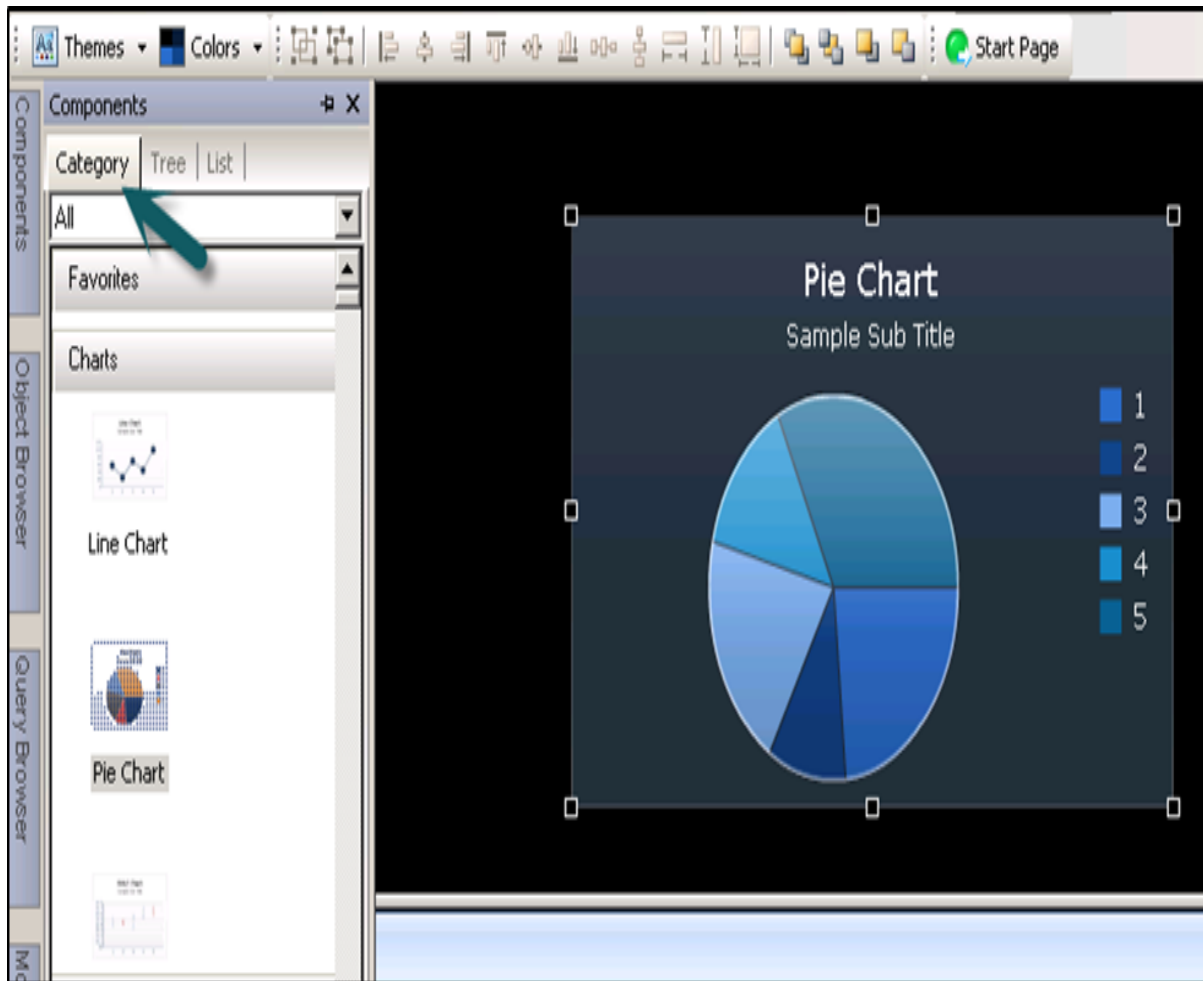 Themes Colors Start Page
Components
Components
Category Tree List
All
Favorites
Charts
Line Chart
Pie Chart
Object Browser
Query Browser
Pie Chart
Sample Sub Title
1
2
3
4
5